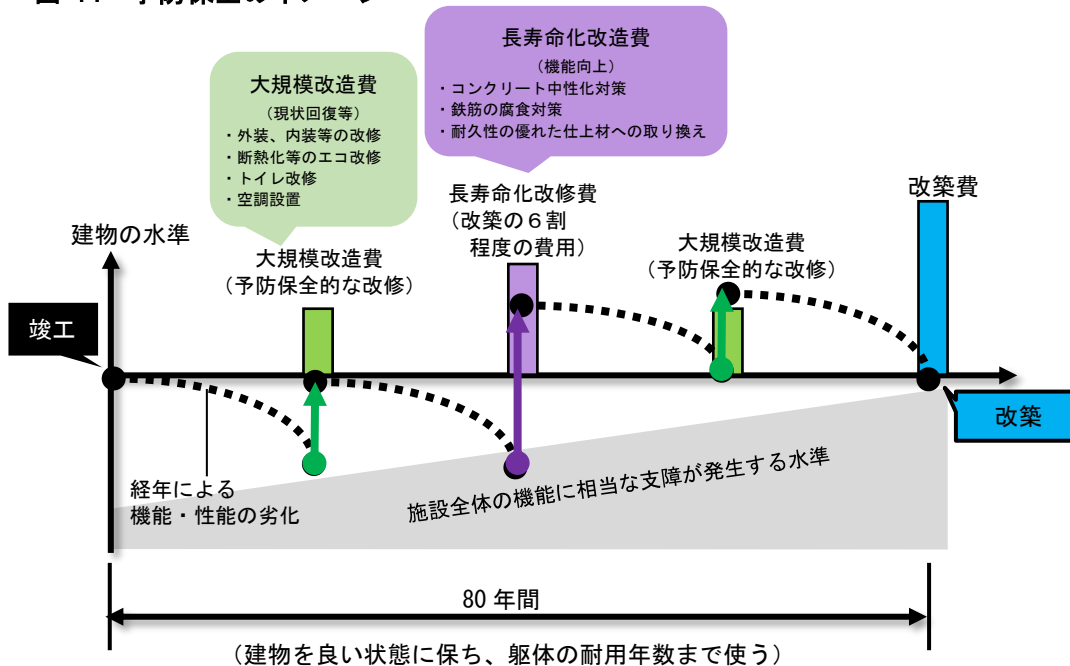 長寿命化改造費
（機能向上）
・コンクリート中性化対策
・鉄筋の腐食対策
・耐久性の優れた仕上材への取り換え
大規模改造費
（現状回復等）
・外装、内装等の改修
・断熱化等のエコ改修
・トイレ改修
・空調設置
長寿命化改修費
（改築の６割
程度の費用）
改築費
建物の水準
大規模改造費
（予防保全的な改修）
大規模改造費
（予防保全的な改修）
竣工
改築
経年による
機能・性能の劣化
施設全体の機能に相当な支障が発生する水準
80 年間
（建物を良い状態に保ち、躯体の耐用年数まで使う）